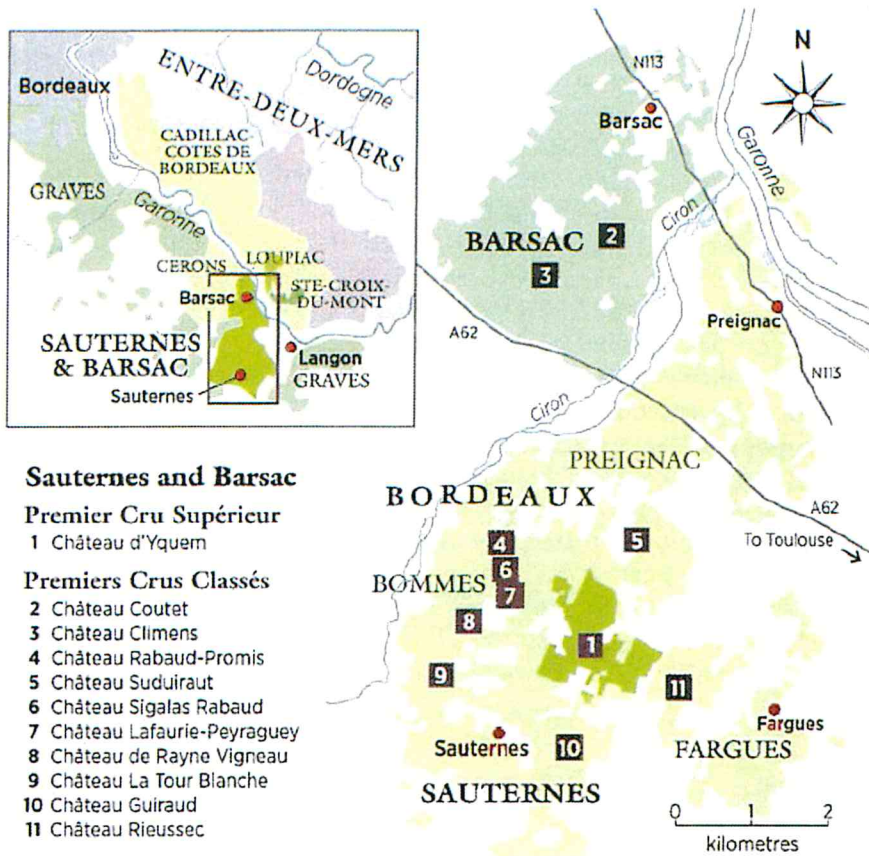 Bordeaux
ENTRE-DEUX-MERS
Dordogne
CADILLAC
COTES DE
BORDEAUX
GRAVES
Garonne
CERONS
LOUPIAC
Barsac
STE-CROIX-
DU-MONT
SAUTERNES
& BARSAC
Langon
GRAVES
Sauternes
N113
N
Barsac
Garonne
Ciron
BARSAC
2
3
Preignac
A62
N113
Ciron
PREIGNAC
BORDEAUX
A62
To Toulouse
4
5
6
BOMMES
7
8
1
9
11
Sauternes
10
Fargues
FARGUES
SAUTERNES
0 1 2
kilometres
Sauternes and Barsac
Premier Cru Supérieur
1 Château d'Yquem
Premiers Crus Classés
2 Château Coutet
3 Château Climens
4 Château Rabaud-Promis
5 Château Suduiraut
6 Château Sigalas Rabaud
7 Château Lafaurie-Peyraguey
8 Château de Rayne Vigneau
9 Château La Tour Blanche
10 Château Guiraud
11 Château Rieussec